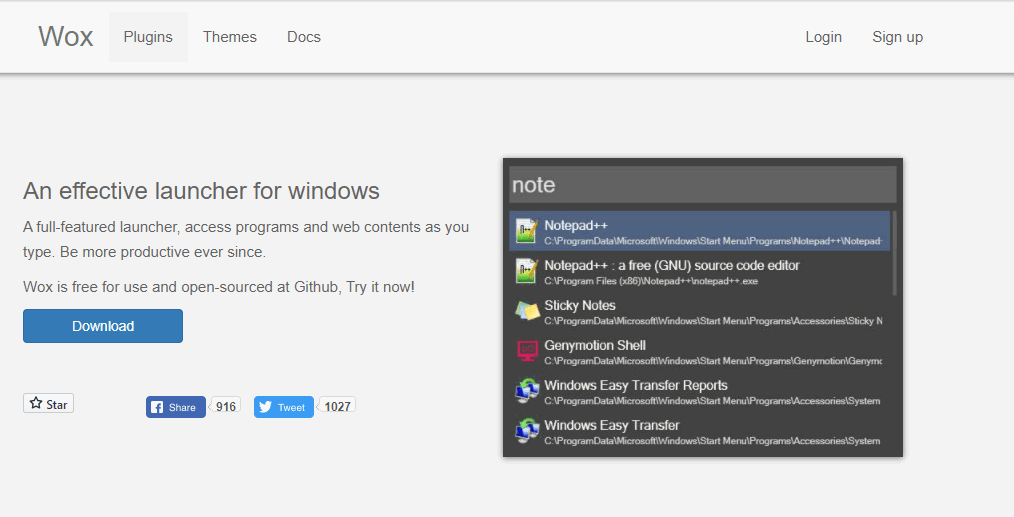 Wox Plugins Themes Docs Login Sign up
An effective launcher for windows
A full-featured launcher, access programs and web contents as you
type. Be more productive ever since.
Wox is free for use and open-sourced at Github, Try it now!
Download
Star Share 916 Tweet 1027
note
Notepad++
C:\ProgramData\Microsoft\Windows\Start Menu\Programs\Notepad++\Notepad-
Notepad++ : a free (GNU) source code editor
C:\Program Files (x86)\Notepad++\notepad++.exe
Sticky Notes
C:\ProgramData\Microsoft\Windows\Start Menu\Programs\Accessories\Sticky N
Genymotion Shell
C:\ProgramData\Microsoft\Windows\Start Menu\Programs\Genymotion\Genymo
Windows Easy Transfer Reports
C:\ProgramData\Microsoft\Windows\Start Menu\Programs\Accessories\System
Windows Easy Transfer
C:\ProgramData\Microsoft\Windows\Start Menu\Programs\Accessories\System